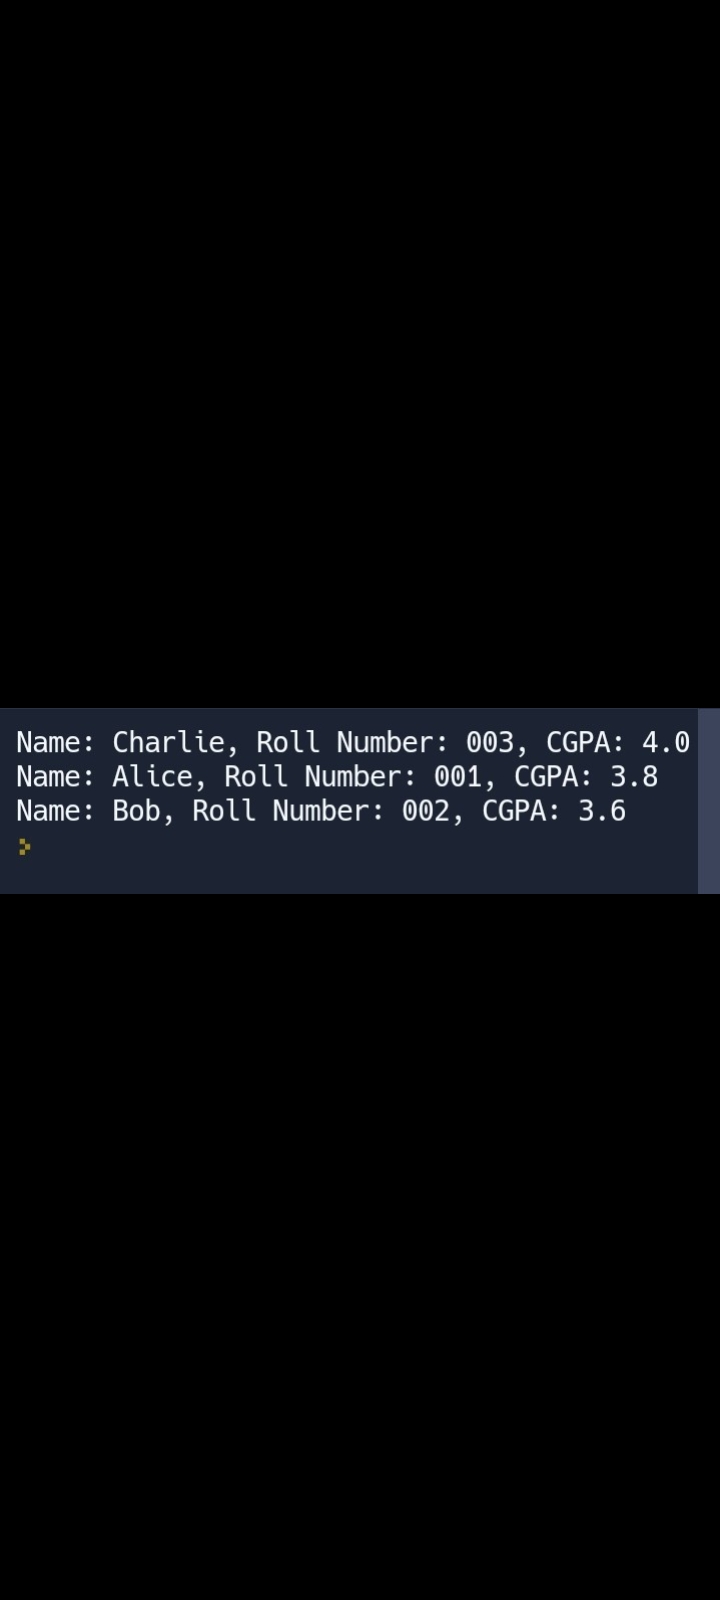 Name: Charlie, Roll Number: 003, CGPA: 4.0
Name: Alice, Roll Number: 001, CGPA: 3.8
Name: Bob, Roll Number: 002, CGPA: 3.6
>